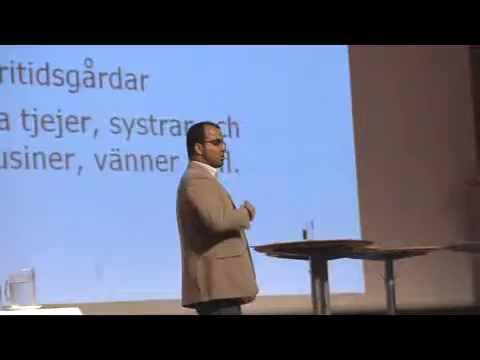 ritidsgårdar
a tjejer, systrar och
usiner, vänner